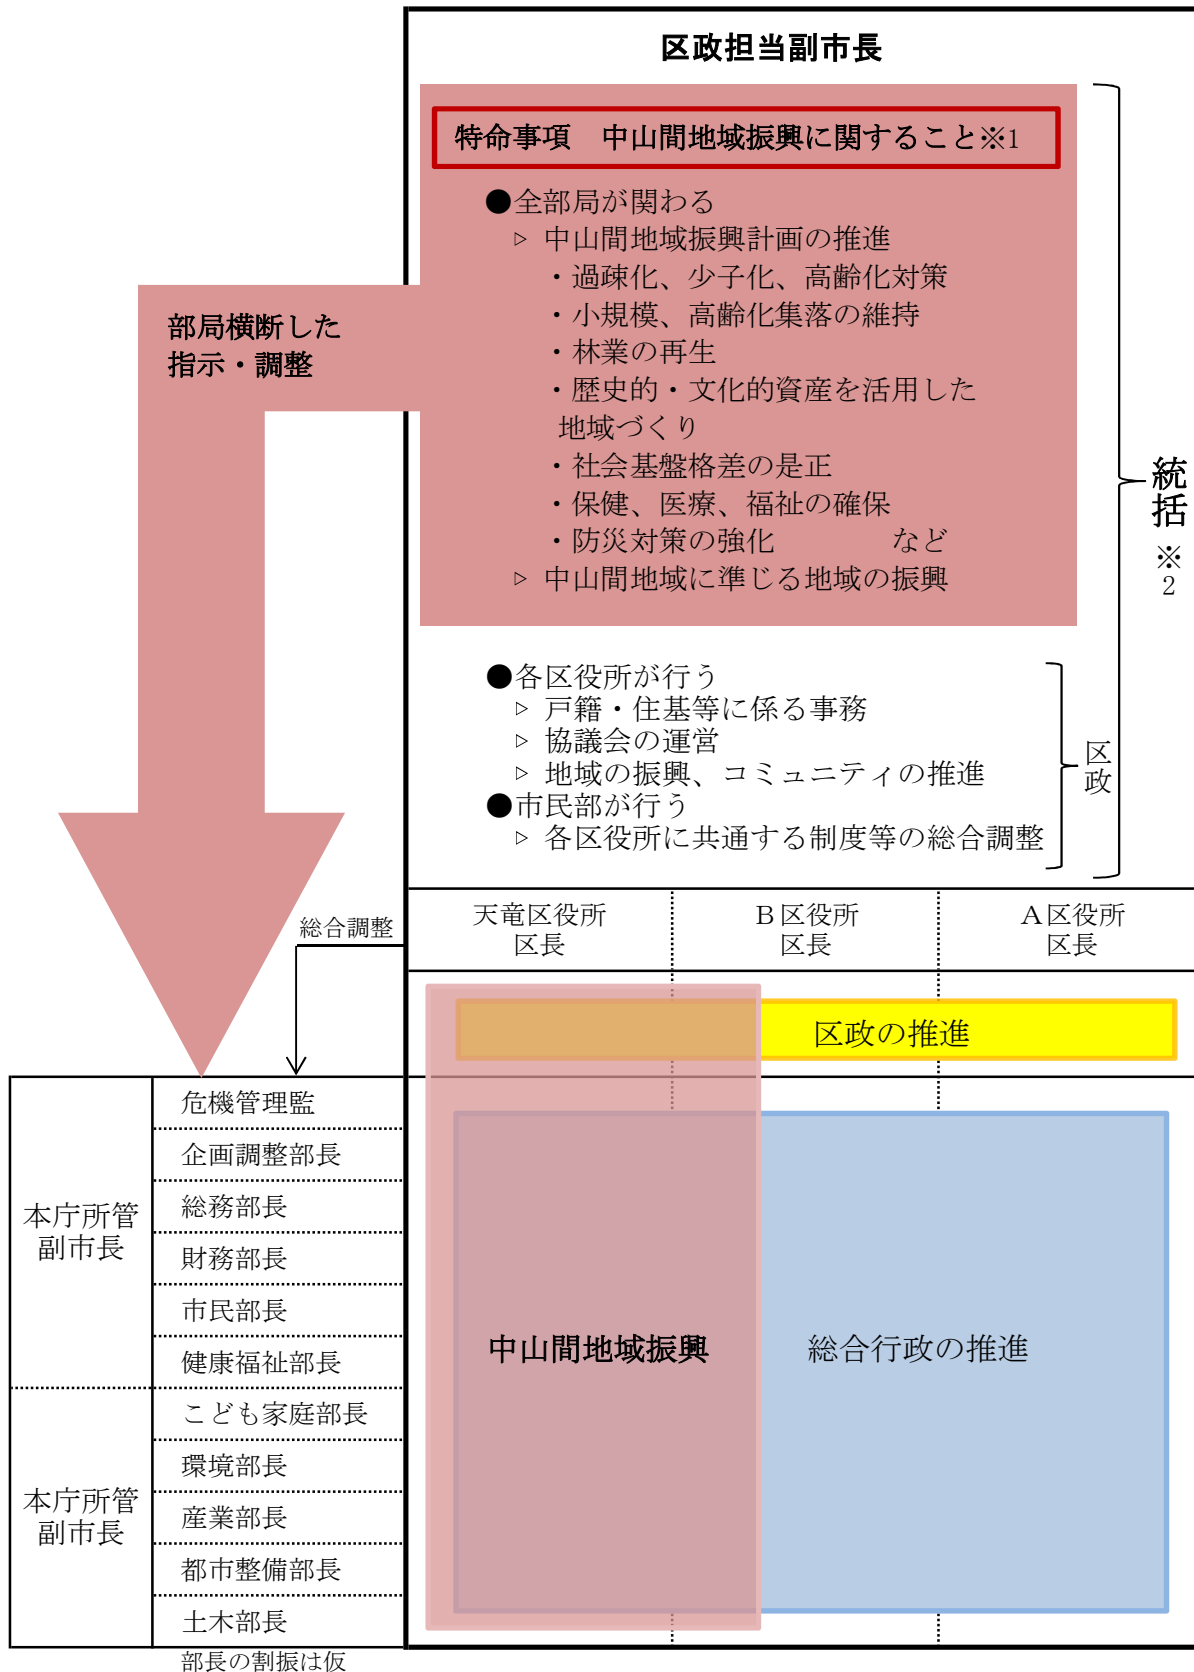 区政担当副市長
特命事項　中山間地域振興に関すること※1
●全部局が関わる
▷ 中山間地域振興計画の推進
・過疎化、少子化、高齢化対策
・小規模、高齢化集落の維持
・林業の再生
・歴史的・文化的資産を活用した
地域づくり
・社会基盤格差の是正
・保健、医療、福祉の確保
・防災対策の強化　　　など
▷ 中山間地域に準じる地域の振興
部局横断した
指示・調整
統括※2
●各区役所が行う
▷ 戸籍・住基等に係る事務
▷ 協議会の運営
▷ 地域の振興、コミュニティの推進
●市民部が行う
▷ 各区役所に共通する制度等の総合調整
区政
総合調整
天竜区役所
区長
Ｂ区役所
区長
Ａ区役所
区長
区政の推進
本庁所管
副市長
危機管理監
企画調整部長
総務部長
財務部長
市民部長
健康福祉部長
本庁所管
副市長
こども家庭部長
環境部長
産業部長
都市整備部長
土木部長
中山間地域振興
総合行政の推進
部長の割振は仮